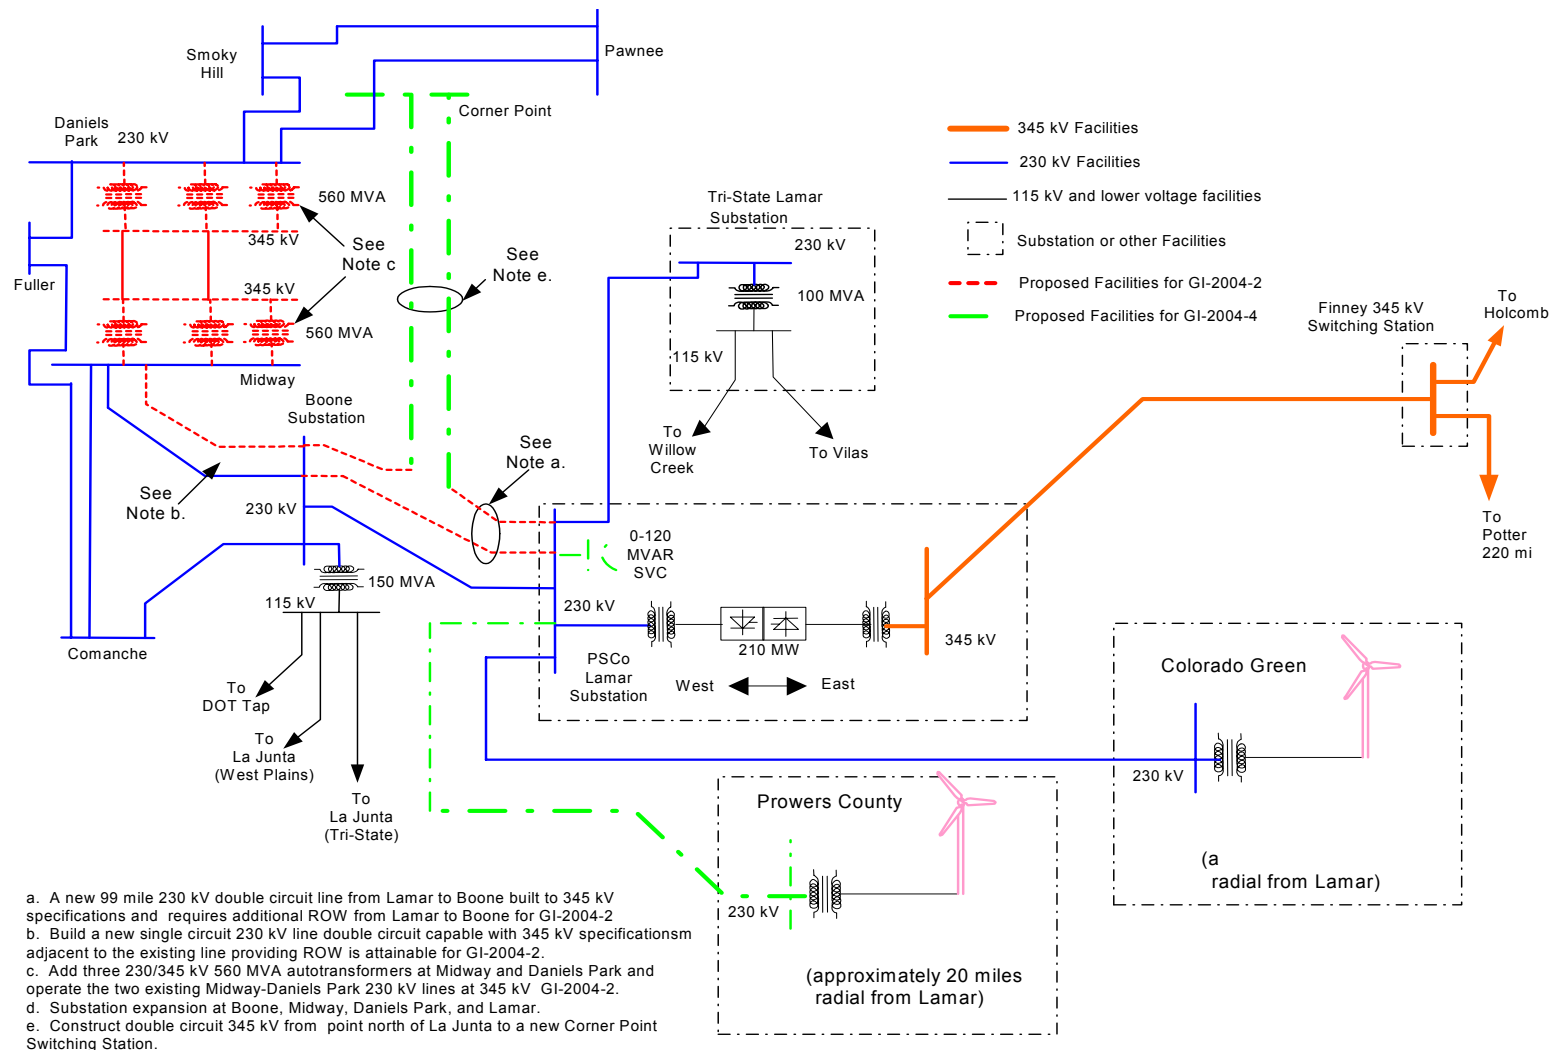 Smoky
Hill
Pawnee
Corner Point
Daniels
Park
230 kV
560 MVA
345 kV
See
Note c
345 kV
560 MVA
Fuller
Midway
See
Note e.
Boone
Substation
See
Note a.
See
Note b.
230 kV
150 MVA
115 kV
Comanche
To
DOT Tap
To
La Junta
(West Plains)
To
La Junta
(Tri-State)
345 kV Facilities
230 kV Facilities
115 kV and lower voltage facilities
Substation or other Facilities
Proposed Facilities for GI-2004-2
Proposed Facilities for GI-2004-4
Tri-State Lamar
Substation
230 kV
100 MVA
115 kV
To
Willow
Creek
To Vilas
Finney 345 kV
Switching Station
To
Holcomb
To
Potter
220 mi
0-120
MVAR
SVC
230 kV
210 MW
345 kV
PSCo
Lamar
Substation
West
East
Colorado Green
230 kV
(a
radial from Lamar)
Prowers County
230 kV
(approximately 20 miles
radial from Lamar)
a. A new 99 mile 230 kV double circuit line from Lamar to Boone built to 345 kV
specifications and requires additional ROW from Lamar to Boone for GI-2004-2
b. Build a new single circuit 230 kV line double circuit capable with 345 kV specificationsm
adjacent to the existing line providing ROW is attainable for GI-2004-2.
c. Add three 230/345 kV 560 MVA autotransformers at Midway and Daniels Park and
operate the two existing Midway-Daniels Park 230 kV lines at 345 kV GI-2004-2.
d. Substation expansion at Boone, Midway, Daniels Park, and Lamar.
e. Construct double circuit 345 kV from point north of La Junta to a new Corner Point
Switching Station.